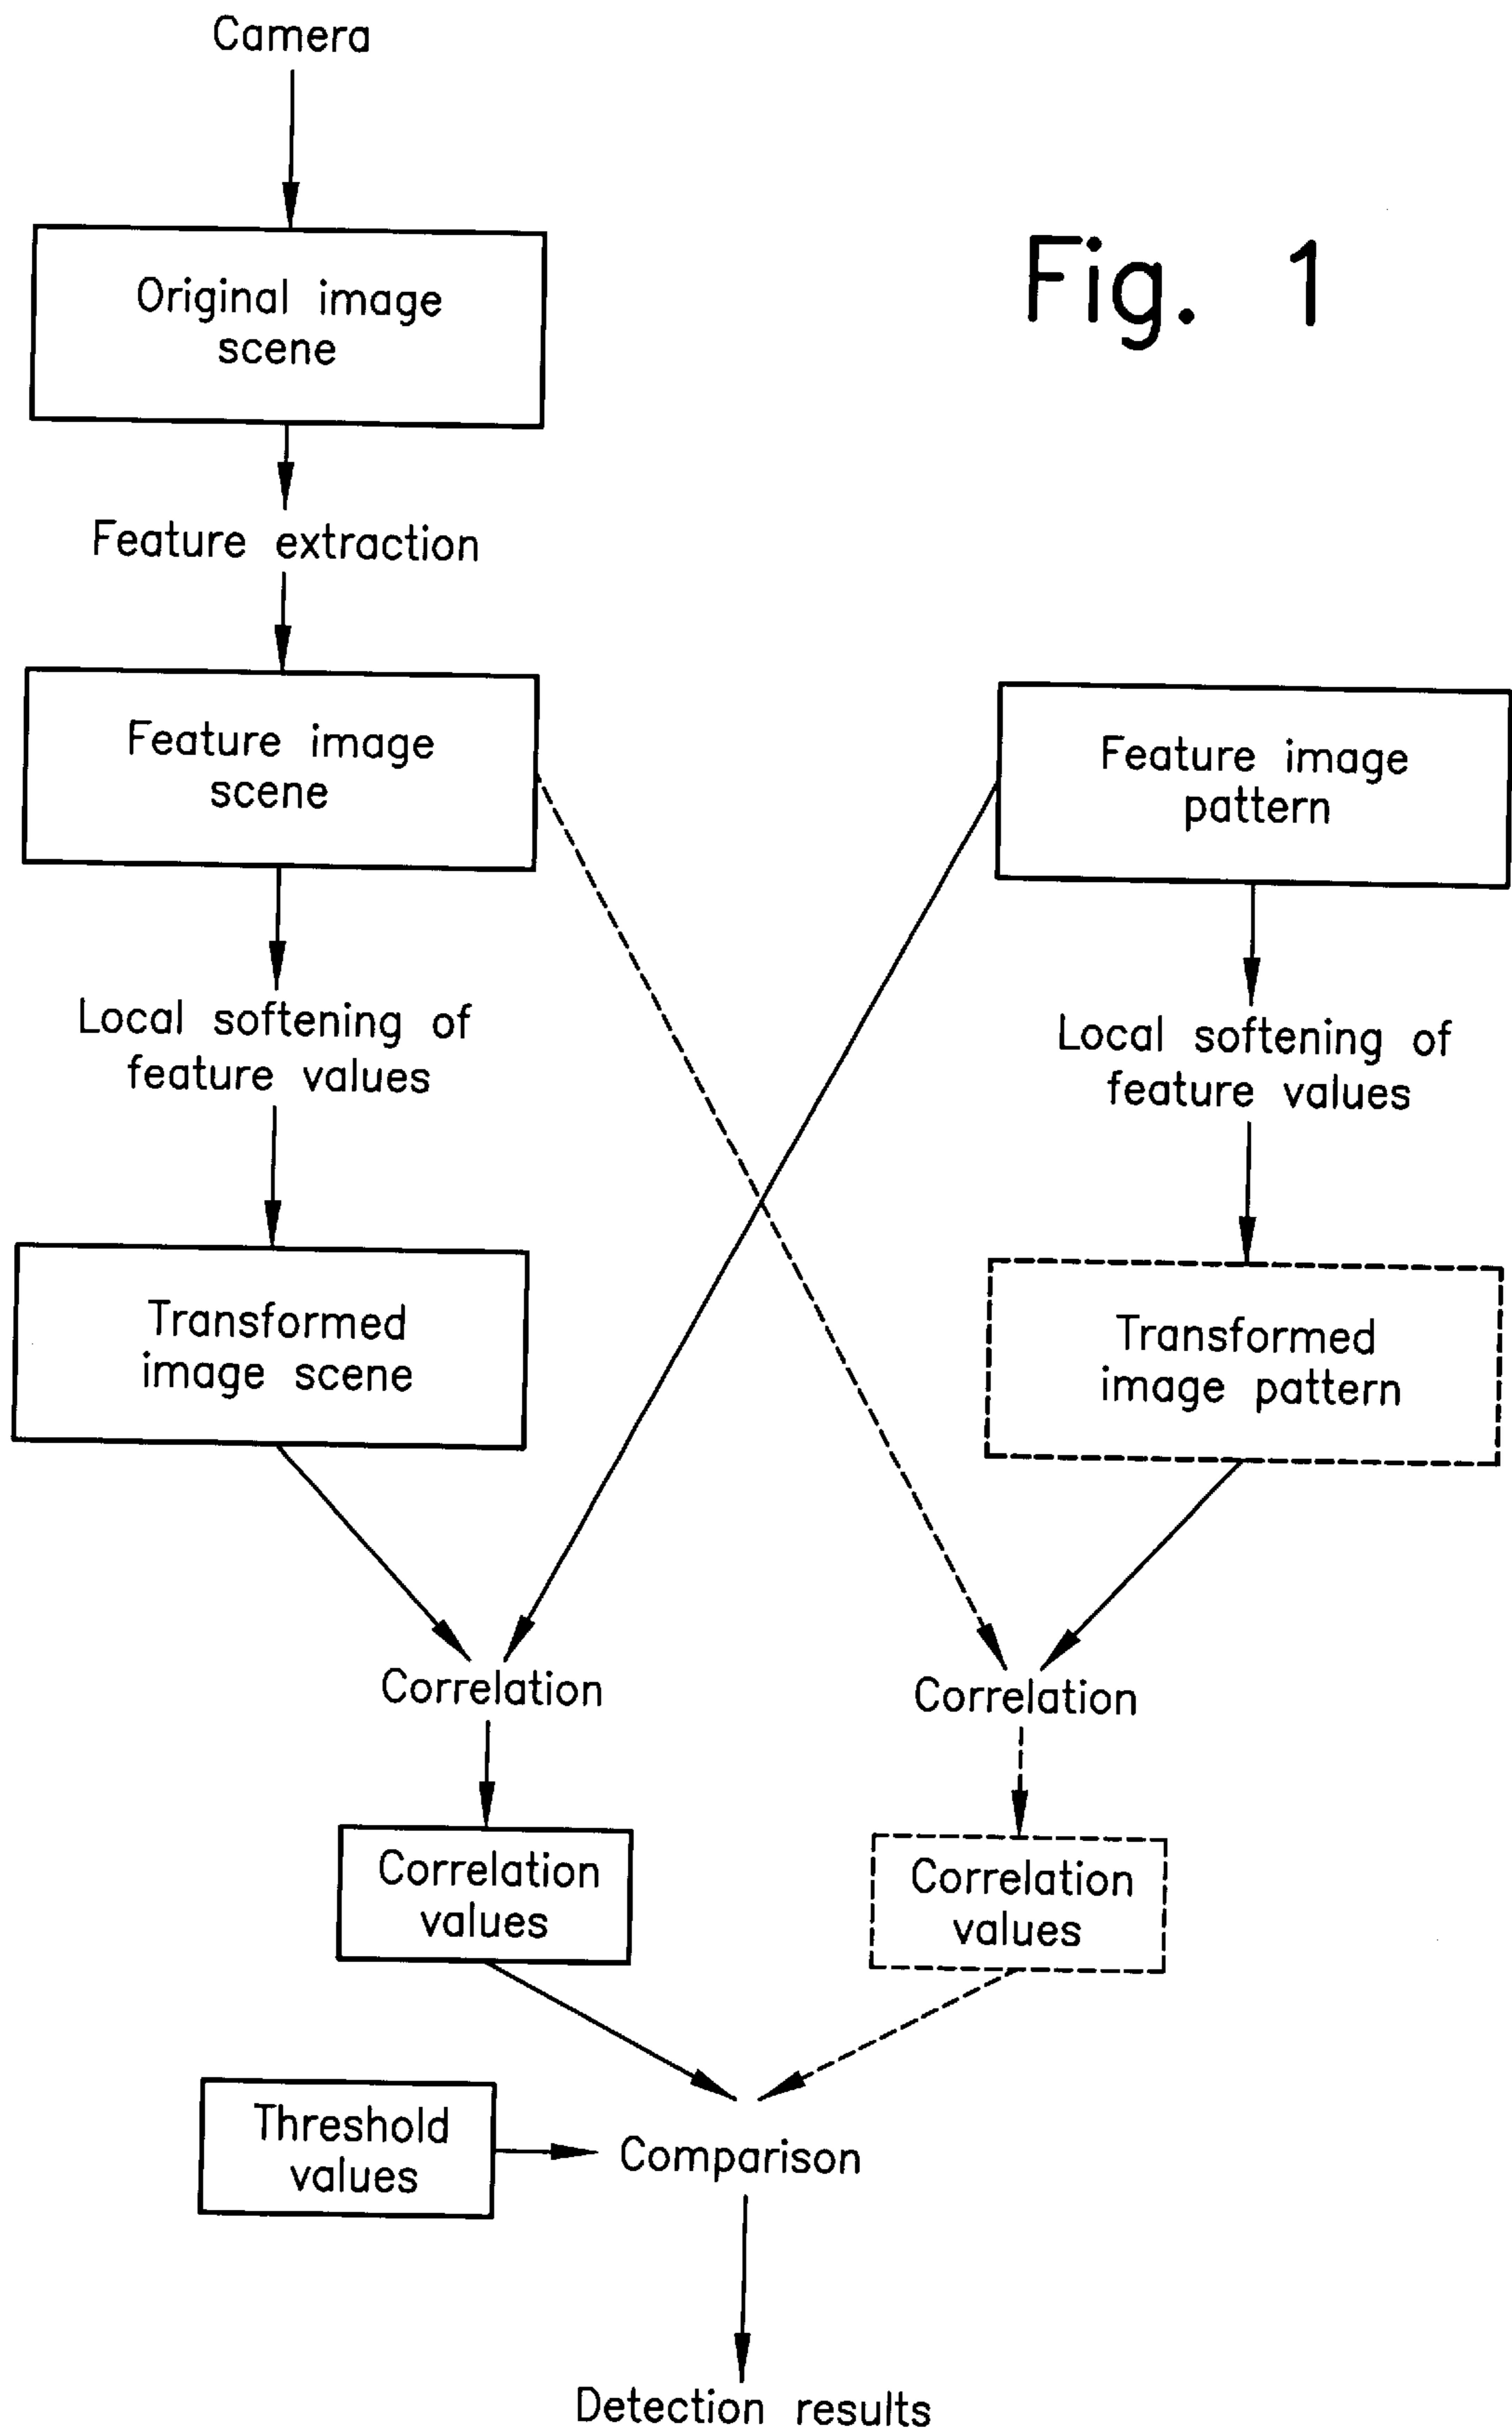 Camera
Fig. 1
Original image
scene
Feature extraction
Feature image
scene
Feature image
pattern
Local softening of
feature values
Local softening of
feature values
Transformed
image scene
Transformed
image pattern
Correlation
Correlation
Correlation
values
Correlation
values
Threshold
values
Comparison
Detection results